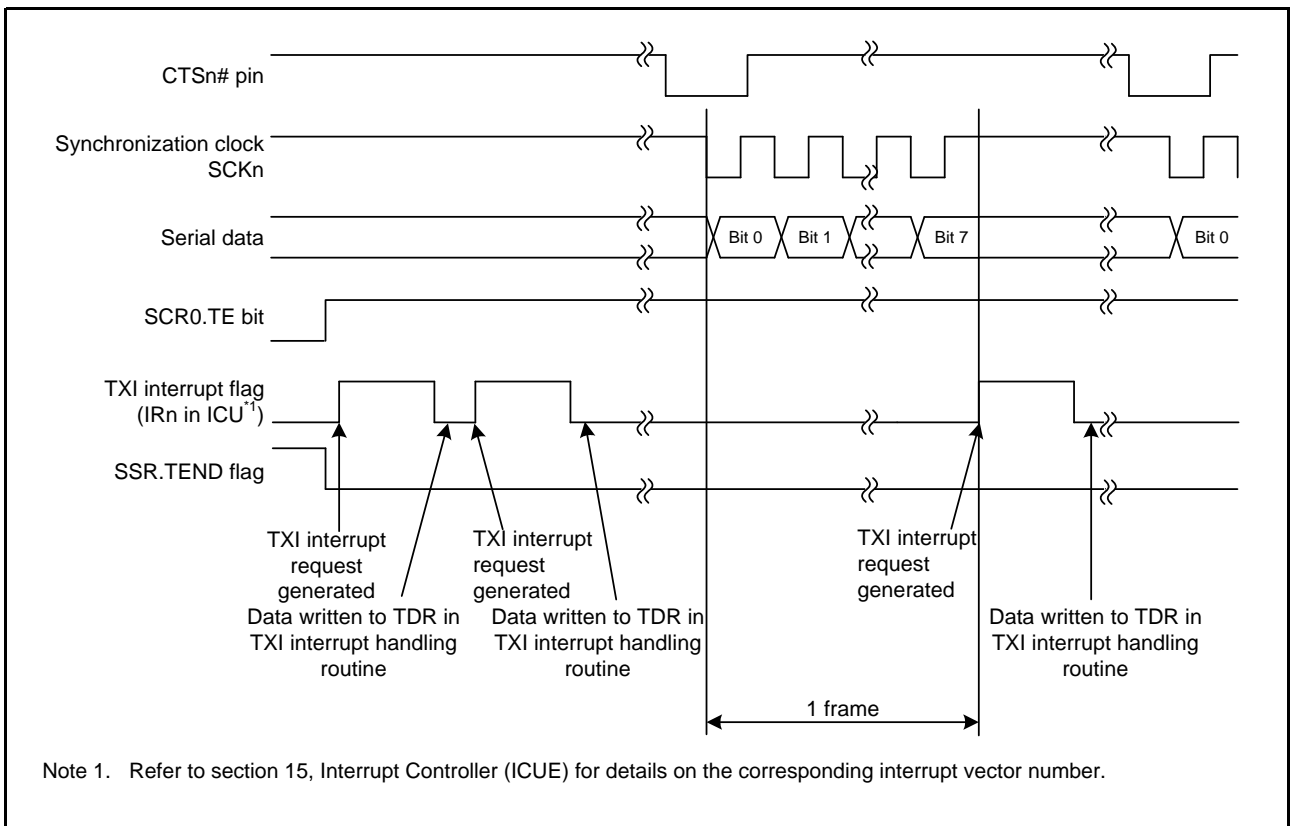 CTSn# pin
Synchronization clock
SCKn
Serial data
Bit 0
Bit 1
Bit 7
Bit 0
SCR0.TE bit
TXI interrupt flag
(IRn in ICU*1)
SSR.TEND flag
TXI interrupt
request
generated
Data written to TDR in
TXI interrupt handling
routine
TXI interrupt
request
generated
Data written to TDR in
TXI interrupt handling
routine
TXI interrupt
request
generated
Data written to TDR in
TXI interrupt handling
routine
1 frame
Note 1. Refer to section 15, Interrupt Controller (ICUE) for details on the corresponding interrupt vector number.